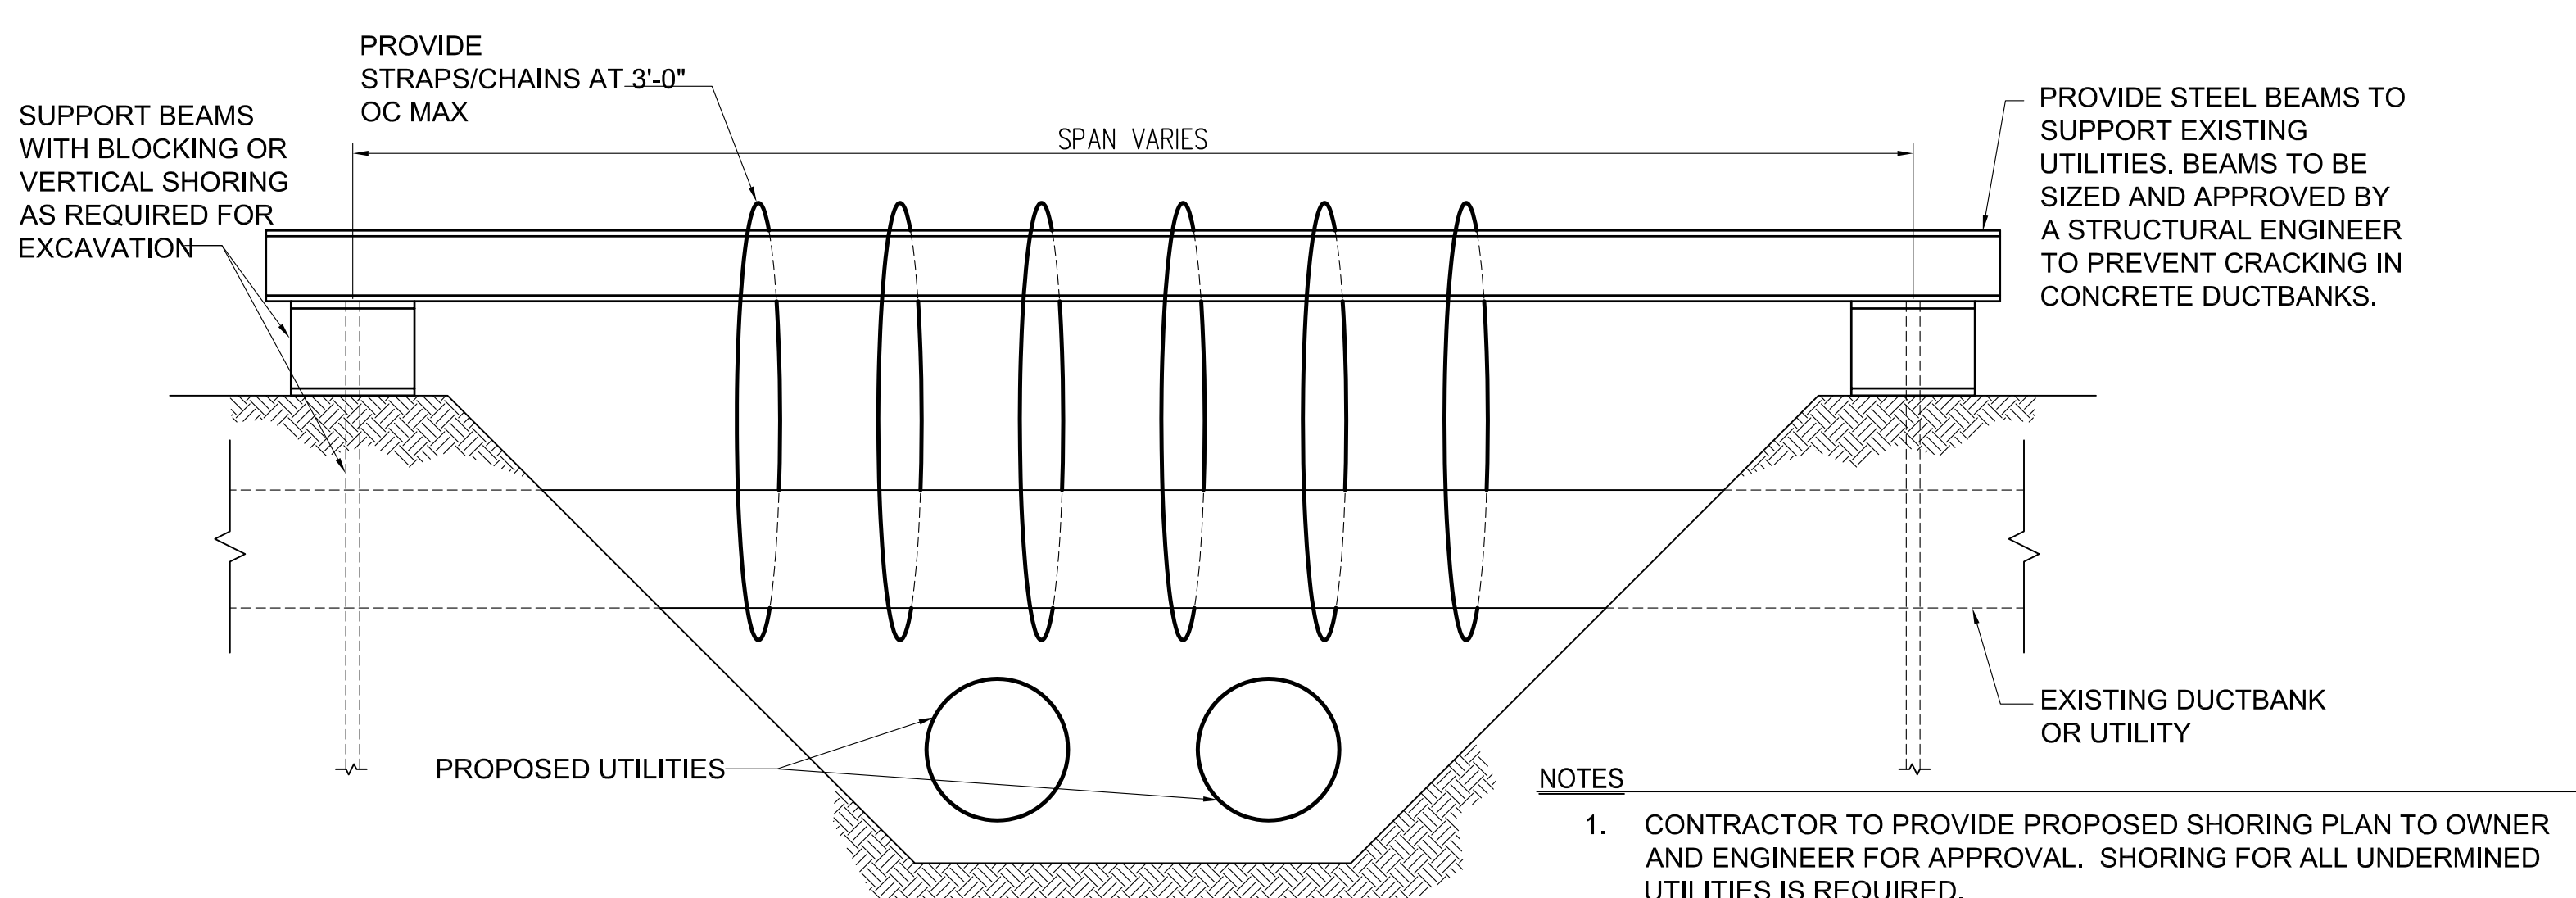 PROVIDE
STRAPS/CHAINS AT 3'-0"
OC MAX
SUPPORT BEAMS
WITH BLOCKING OR
VERTICAL SHORING
AS REQUIRED FOR
EXCAVATION
SPAN VARIES
PROVIDE STEEL BEAMS TO
SUPPORT EXISTING
UTILITIES. BEAMS TO BE
SIZED AND APPROVED BY
A STRUCTURAL ENGINEER
TO PREVENT CRACKING IN
CONCRETE DUCTBANKS.
EXISTING DUCTBANK
OR UTILITY
PROPOSED UTILITIES
NOTES
1. CONTRACTOR TO PROVIDE PROPOSED SHORING PLAN TO OWNER
AND ENGINEER FOR APPROVAL. SHORING FOR ALL UNDERMINED
UTILITIES IS REQUIRED.